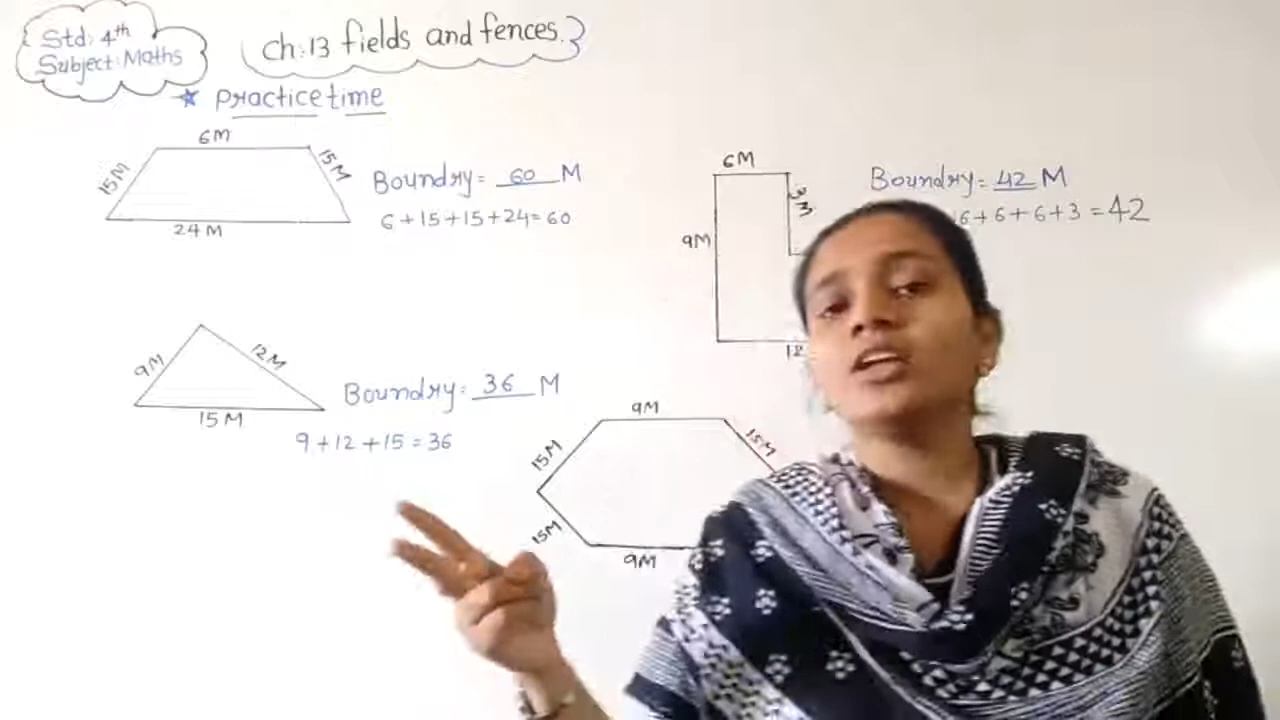 Std: 4th
Subject: Maths
Ch:13 fields and fences.
Practice time
6M
15M
15M
24 M
Boundry= 60 M
6+15+15+24=60
6M
3M
9M
Boundry= 42 M
6+6+6+3=42
9M
12M
15 M
Boundry= 36 M
9+12+15=36
9M
15M
15M
15M
9M